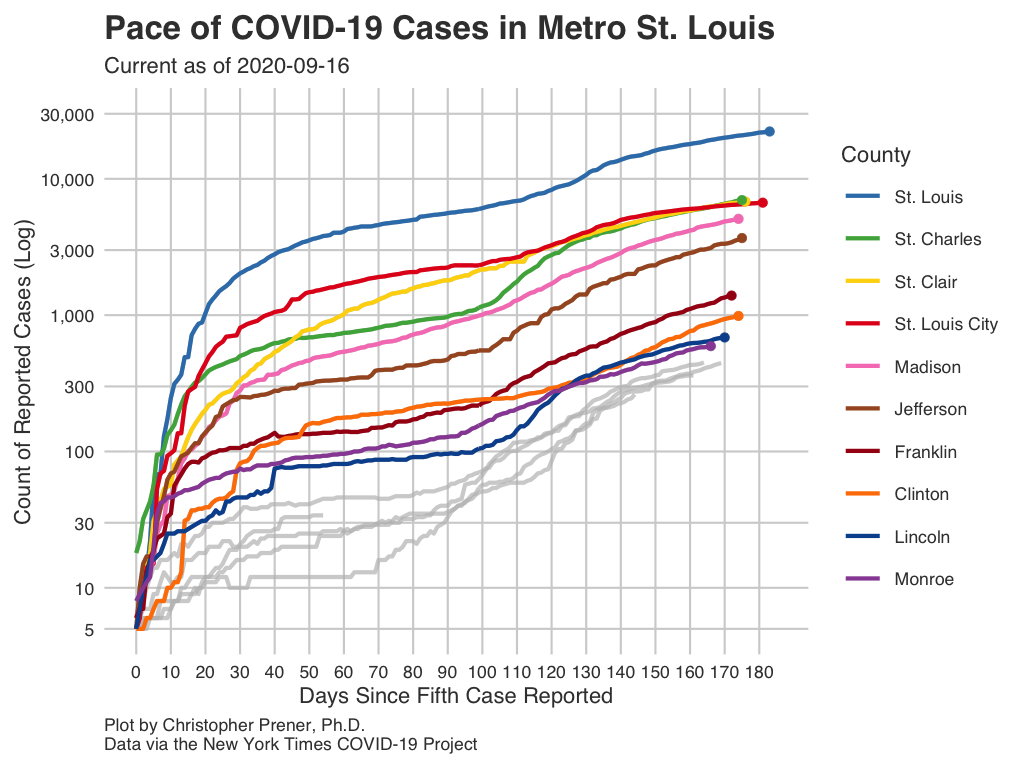 Pace of COVID-19 Cases in Metro St. Louis
Current as of 2020-09-16
Count of Reported Cases (Log)
30,000
10,000
3,000
1,000
300
100
30
10
5
0 10 20 30 40 50 60 70 80 90 100 110 120 130 140 150 160 170 180
Days Since Fifth Case Reported
County
St. Louis
St. Charles
St. Clair
St. Louis City
Madison
Jefferson
Franklin
Clinton
Lincoln
Monroe
Plot by Christopher Prener, Ph.D.
Data via the New York Times COVID-19 Project